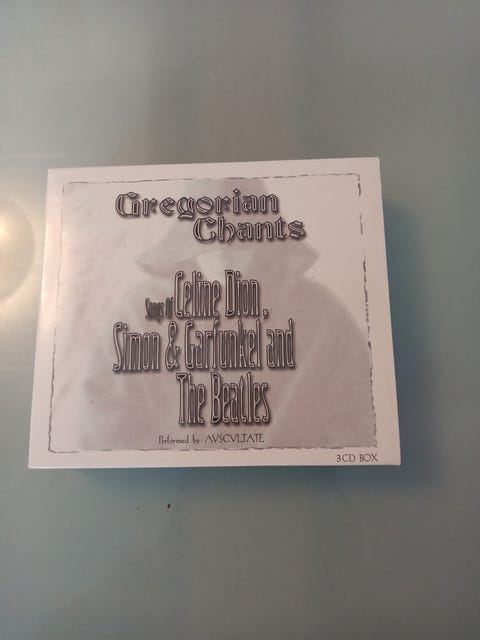 Gregorian
Chants
Songs Of Celine Dion,
Simon & Garfunkel and
The Beatles
Performed by AVSCVLTATE
3 CD BOX